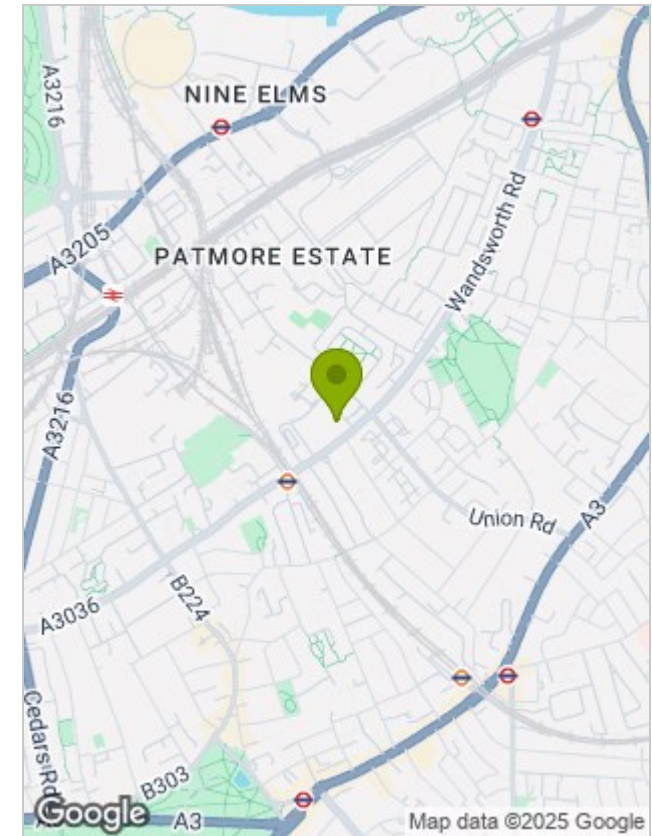 A3216
NINE ELMS
Wandsworth Rd
A3205
PATMORE ESTATE
A3216
Union Rd
A3
A3036
B224
Cedars Rd
B303
A3
Google
Map data ©2025 Google